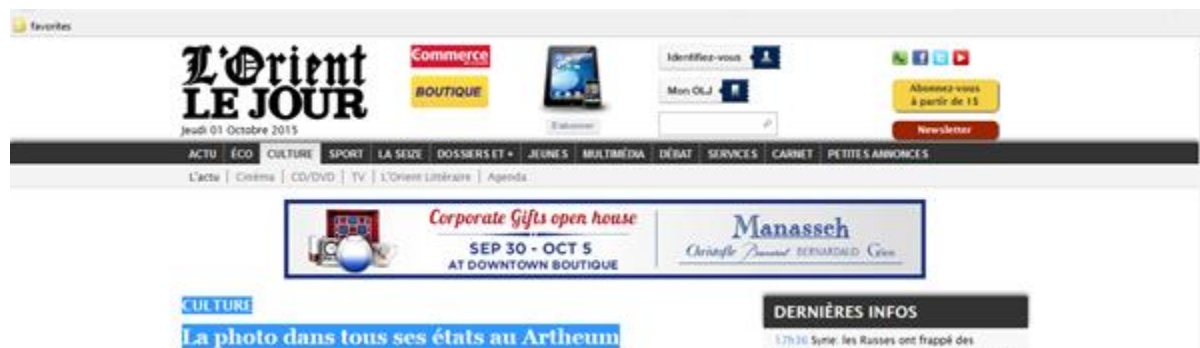 favorites
L'Orient
LE JOUR
Jeudi 01 Octobre 2015
Commerce
BOUTIQUE
S'abonner
Identifiez-vous
Mon OLJ
Abonnez-vous
à partir de 1$
Newsletter
ACTU ÉCO CULTURE SPORT LA SEIZE DOSSIERS ET + JEUNES MULTIMÉDIA DÉBAT SERVICES CARNET PETITES ANNONCES
L'actu | Cinéma | CD/DVD | TV | L'Orient Littéraire | Agenda
Corporate Gifts open house
SEP 30 - OCT 5
AT DOWNTOWN BOUTIQUE
Manasseh
Christofle BERNARDAUD
CULTURE
La photo dans tous ses états au Artheum
DERNIÈRES INFOS
17h36 Syrie: les Russes ont frappé des